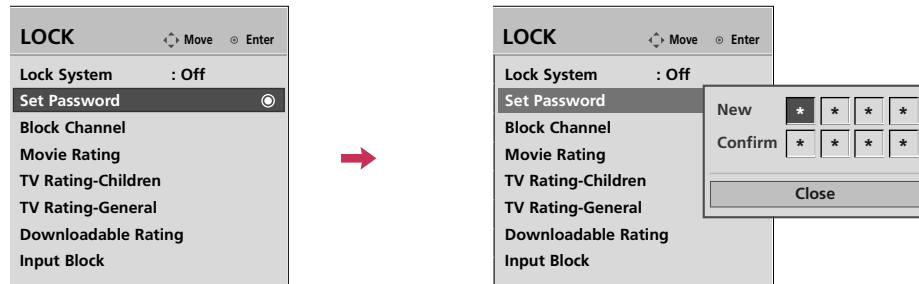 LOCK Move Enter
Lock System : Off
Set Password
Block Channel
Movie Rating
TV Rating-Children
TV Rating-General
Downloadable Rating
Input Block
LOCK Move Enter
Lock System : Off
Set Password
Block Channel
Movie Rating
TV Rating-Children
TV Rating-General
Downloadable Rating
Input Block
New * * * *
Confirm * * * *
Close